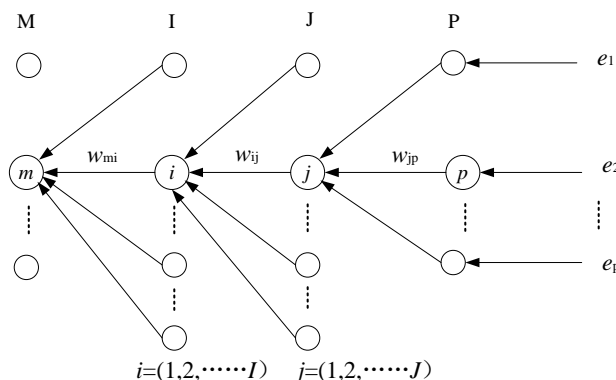 M I J P
e1
m wmi i wij j wjp p e2
ep
i=(1,2,……I） j=(1,2,……J）